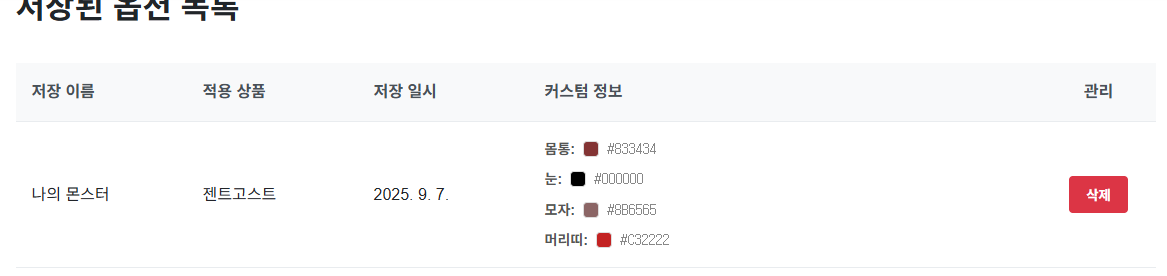 저장된 옵션 목록
저장 이름 적용 상품 저장 일시 커스텀 정보 관리
나의 몬스터 젠트고스트 2025. 9. 7. 몸통: #833434
눈: #000000
모자: #8B6565
머리띠: #C32222
삭제